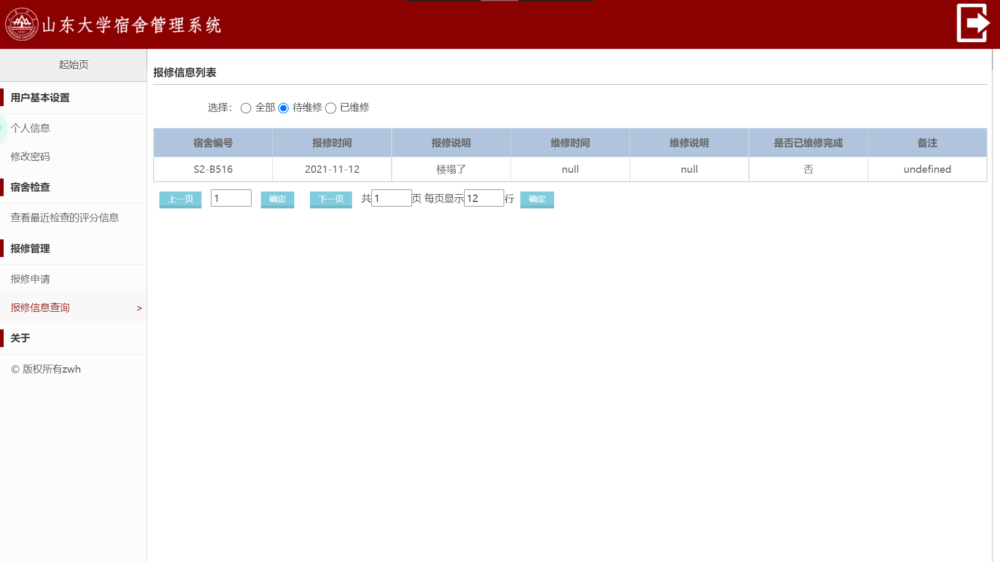 山东大学宿舍管理系统
SHANDONG UNIVERSITY
1901
起始页
用户基本设置
个人信息
修改密码
宿舍检查
查看最近检查的评分信息
报修管理
报修申请
报修信息查询 >
关于
© 版权所有zwh
报修信息列表
选择： 全部 待维修 已维修
宿舍编号 报修时间 报修说明 维修时间 维修说明 是否已维修完成 备注
S2-B516 2021-11-12 楼塌了 null null 否 undefined
上一页 1 确定 下一页 共1页 每页显示12行 确定